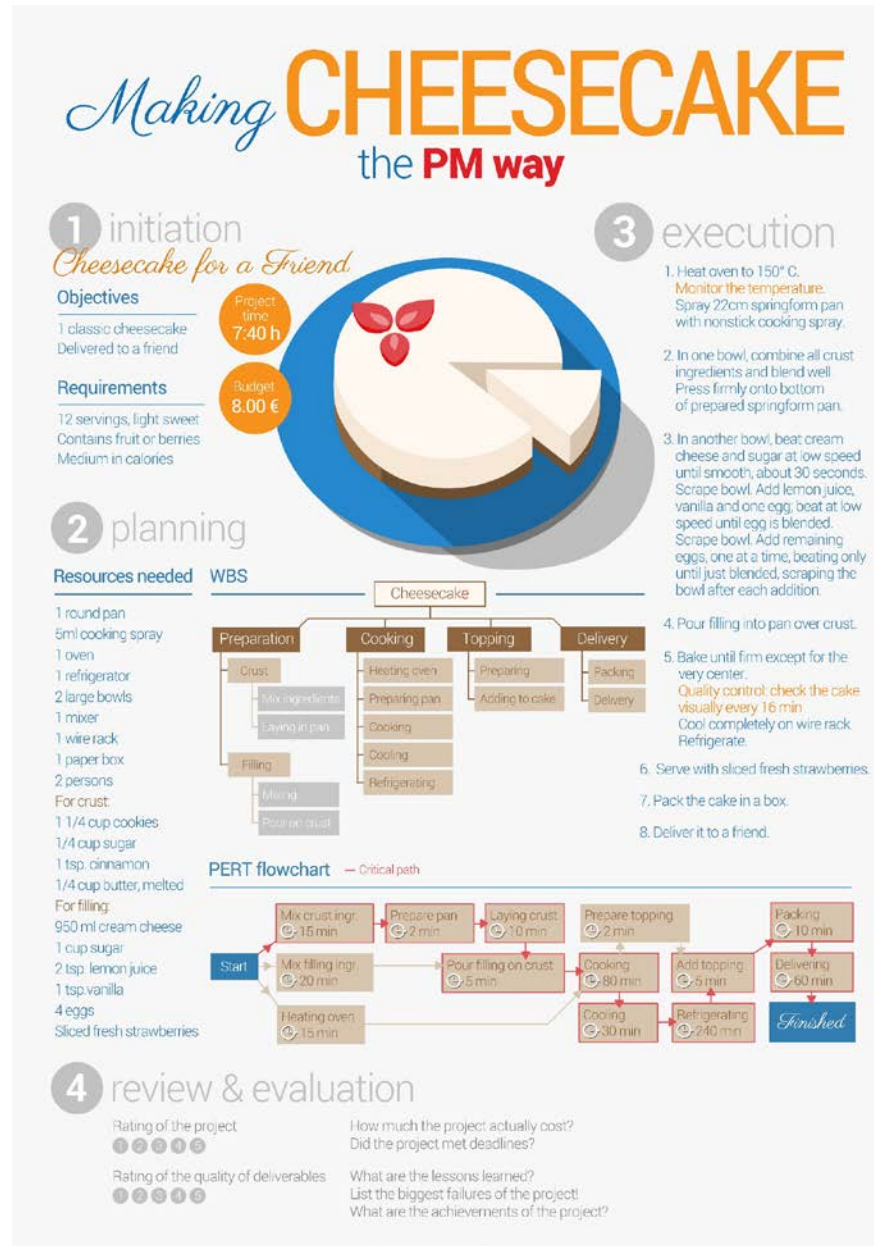 Making CHEESECAKE
the PM way
1 initiation
Cheesecake for a Friend
Objectives
1 classic cheesecake
Delivered to a friend
Requirements
12 servings, light sweet
Contains fruit or berries
Medium in calories
Project
time
7:40 h
Budget
8.00 €
2 planning
Resources needed
1 round pan
5ml cooking spray
1 oven
1 refrigerator
2 large bowls
1 mixer
1 wire rack
1 paper box
2 persons
For crust:
1 1/4 cup cookies
1/4 cup sugar
1 tsp. cinnamon
1/4 cup butter, melted
For filling:
950 ml cream cheese
1 cup sugar
2 tsp. lemon juice
1 tsp.vanilla
4 eggs
Sliced fresh strawberries
WBS
Cheesecake
Preparation
Crust
Mix ingredients
Laying in pan
Filling
Mixing
Pour on crust
Cooking
Heating oven
Preparing pan
Cooking
Cooling
Refrigerating
Topping
Preparing
Adding to cake
Delivery
Packing
Delivery
PERT flowchart
Critical path
Start
Mix crust ingr.
15 min
Prepare pan
2 min
Laying crust
10 min
Prepare topping
2 min
Packing
10 min
Mix filling ingr.
20 min
Pour filling on crust
5 min
Cooking
80 min
Add topping
5 min
Delivering
60 min
Heating oven
15 min
Cooling
30 min
Refrigerating
240 min
Finished
3 execution
1. Heat oven to 150° C.
Monitor the temperature.
Spray 22cm springform pan
with nonstick cooking spray.
2. In one bowl, combine all crust
ingredients and blend well
Press firmly onto bottom
of prepared springform pan.
3. In another bowl, beat cream
cheese and sugar at low speed
until smooth, about 30 seconds.
Scrape bowl. Add lemon juice,
vanilla and one egg; beat at low
speed until egg is blended.
Scrape bowl. Add remaining
eggs, one at a time, beating only
until just blended, scraping the
bowl after each addition.
4. Pour filling into pan over crust.
5. Bake until firm except for the
very center.
Quality control: check the cake
visually every 16 min
Cool completely on wire rack.
Refrigerate.
6. Serve with sliced fresh strawberries.
7. Pack the cake in a box.
8. Deliver it to a friend.
4 review & evaluation
Rating of the project
1 2 3 4 5
Rating of the quality of deliverables
1 2 3 4 5
How much the project actually cost?
Did the project met deadlines?
What are the lessons learned?
List the biggest failures of the project!
What are the achievements of the project?